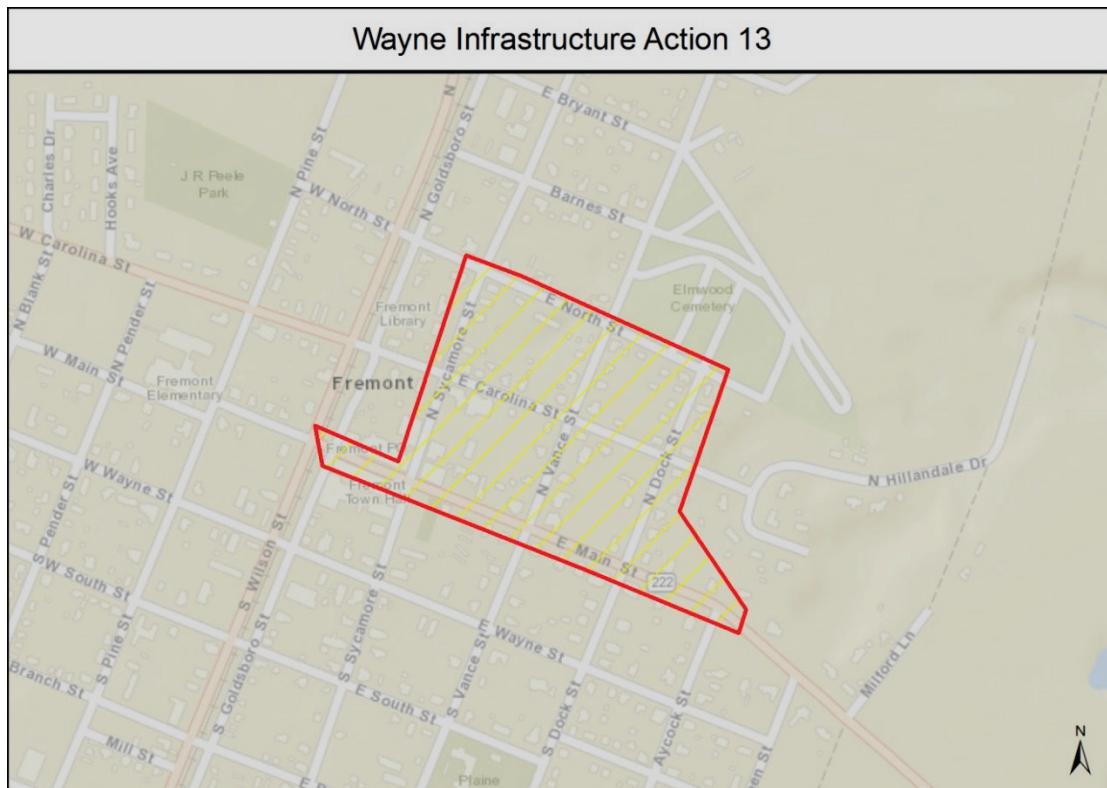 Wayne Infrastructure Action 13
E Bryant St
N
N Goldsboro St
Charles Dr
Hooks Ave
N Pine St
J R Peele
Park
W North St
Barnes St
W Carolina St
Elmwood
Cemetery
N Blank St
N Pender St
Fremont
Library
E North St
N Sycamore St
W Main St
Fremont
Elementary
Fremont
E Carolina St
N Vance St
N Dock St
Fremont PO
Fremont
Town Hall
N Hillandale Dr
W Wayne St
S Pender St
S Wilson St
E Main St
222
W South St
S Pine St
S Goldsboro St
S Sycamore St
E Wayne St
S Vance St
Milford Ln
Branch St
E South St
S Dock St
Aycock St
Mill St
Plaine
N